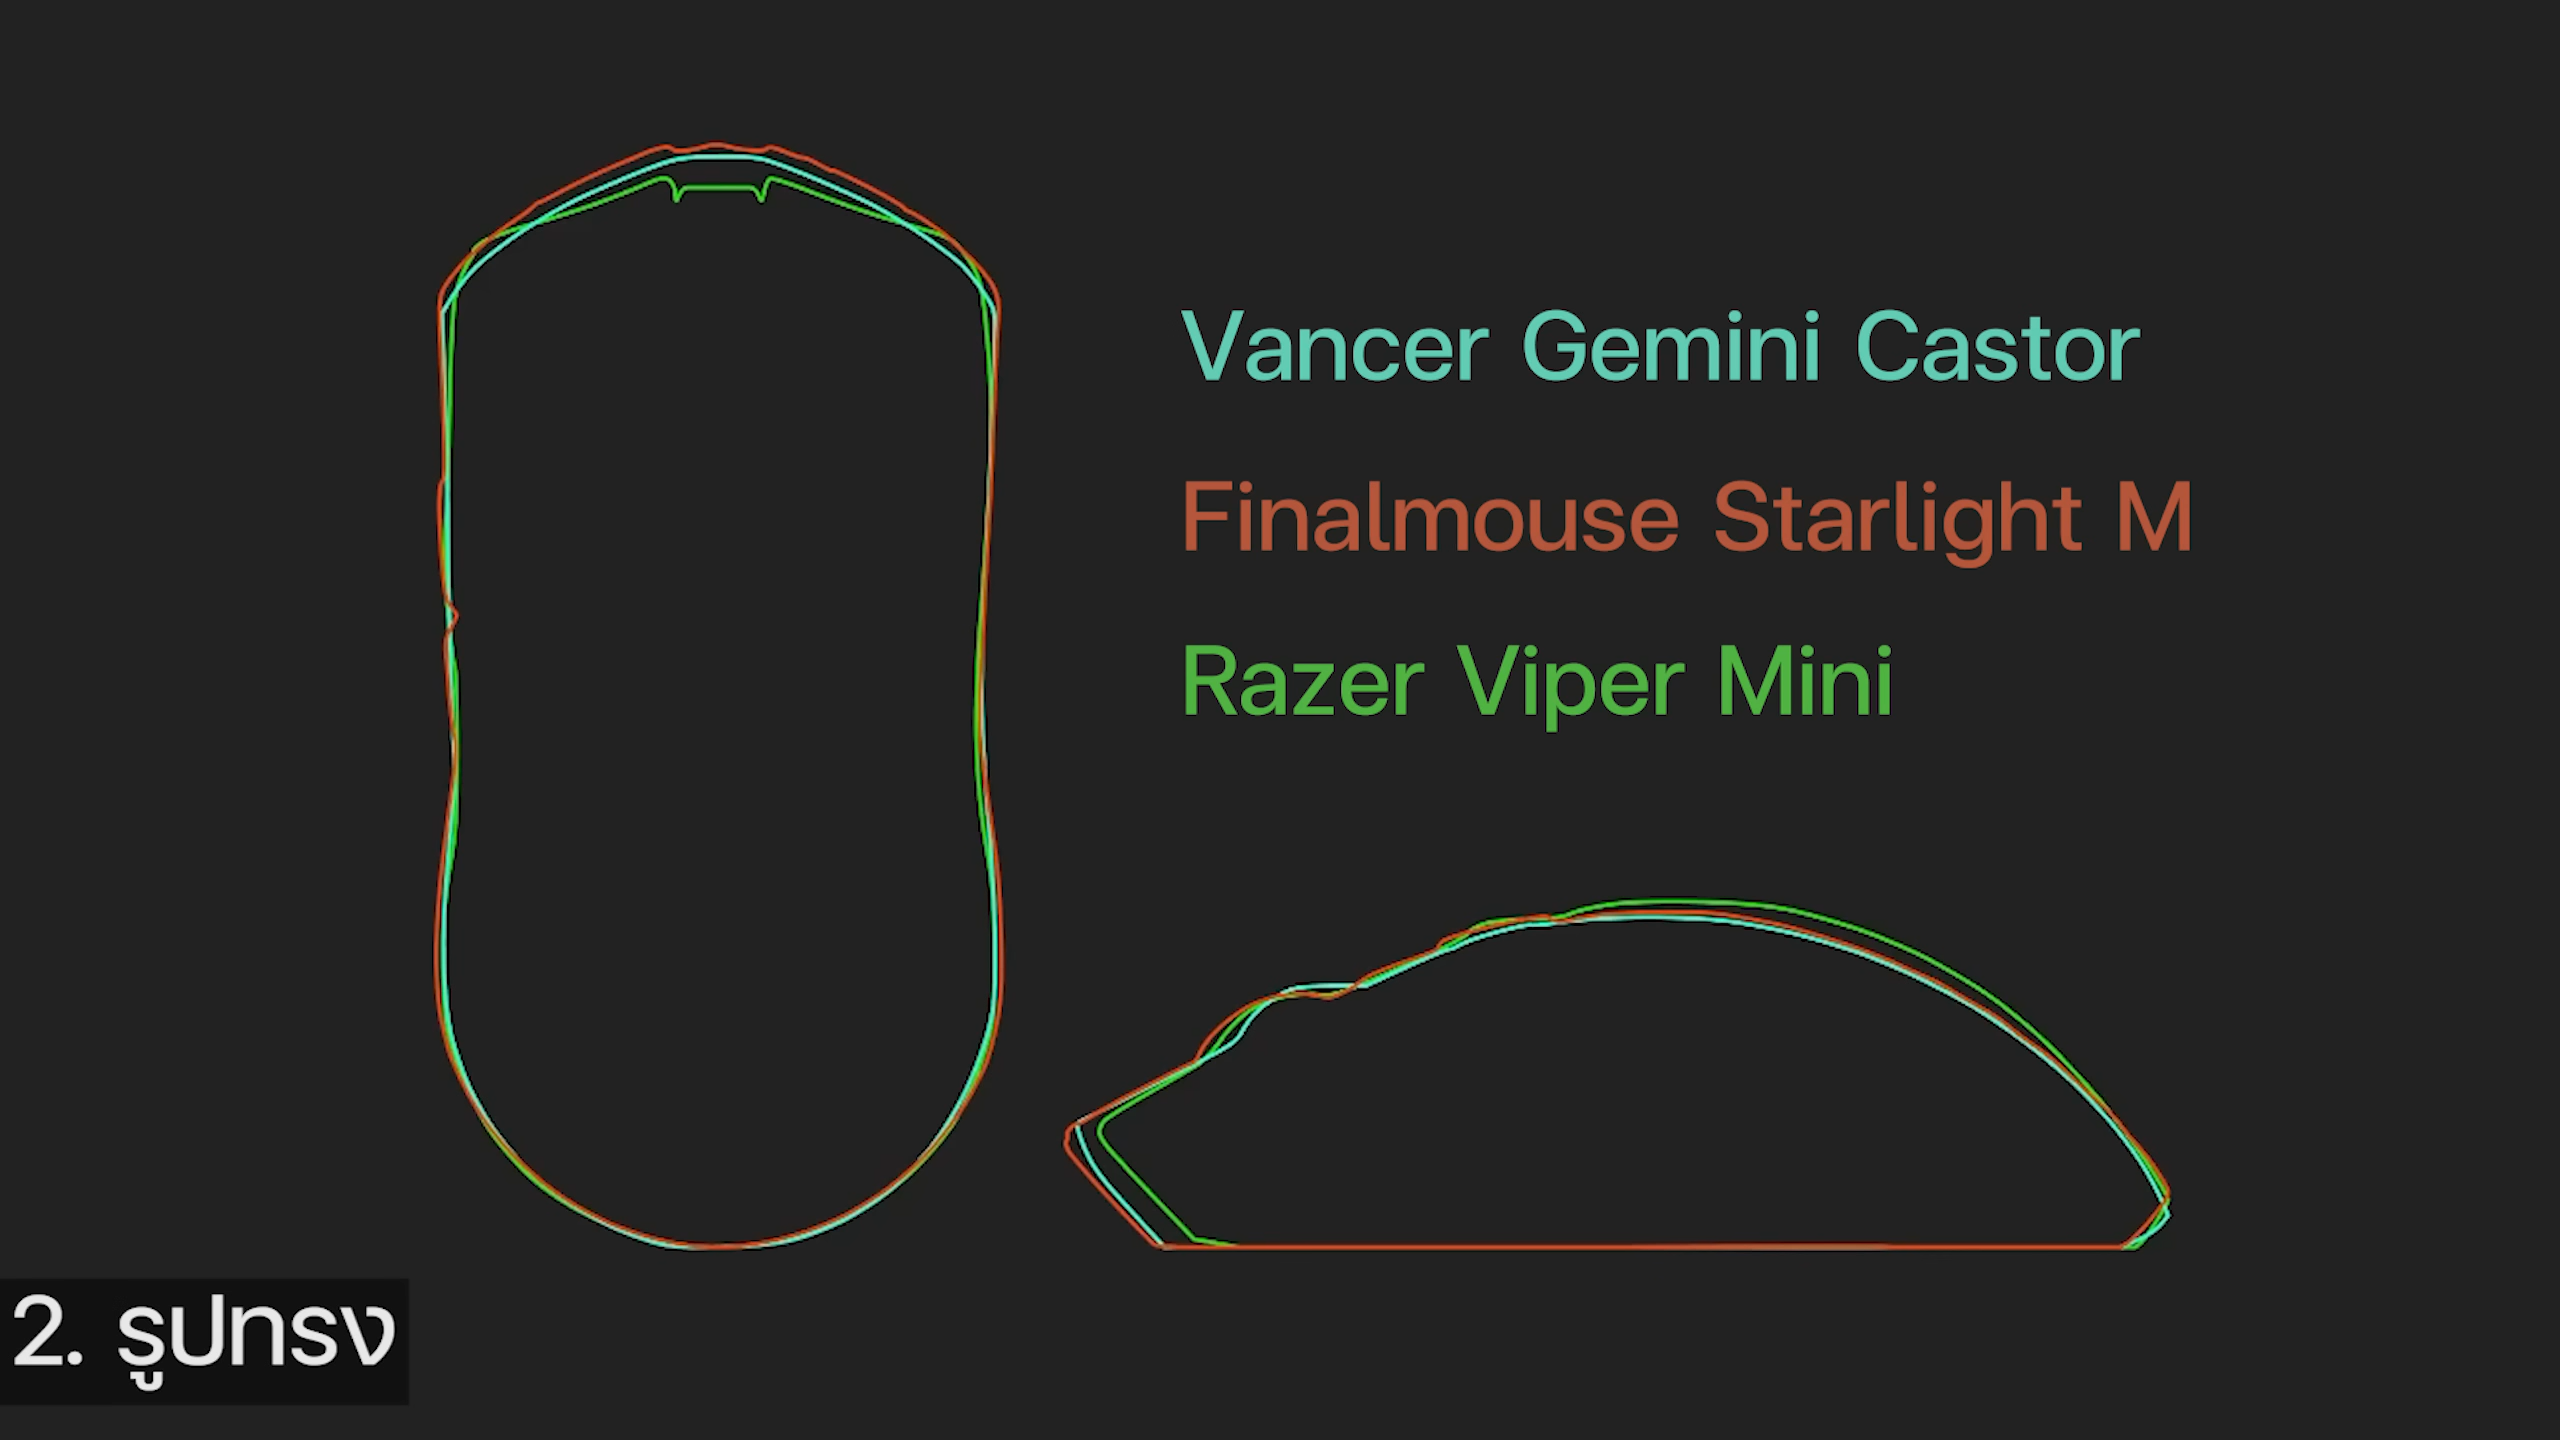 Vancer Gemini Castor
Finalmouse Starlight M
Razer Viper Mini
2. รูปทรง